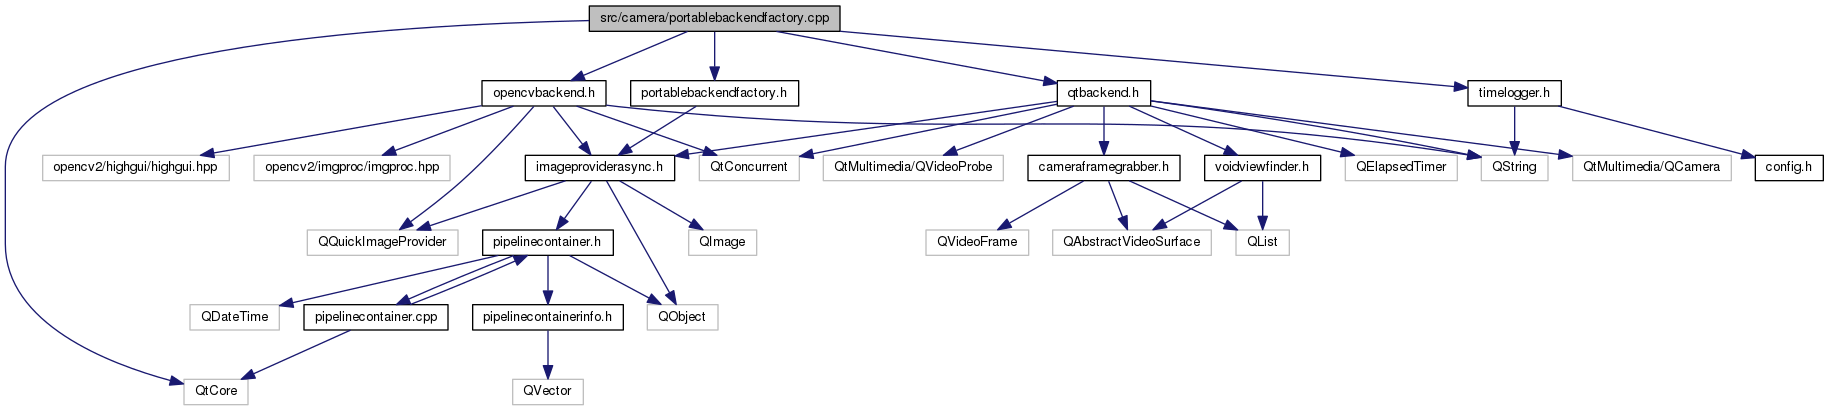 src/camera/portablebackendfactory.cpp
opencvbackend.h
portablebackendfactory.h
qtbackend.h
timelogger.h
opencv2/highgui/highgui.hpp
opencv2/imgproc/imgproc.hpp
imageproviderasync.h
QtConcurrent
QtMultimedia/QVideoProbe
cameraframegrabber.h
voidviewfinder.h
QElapsedTimer
QString
QtMultimedia/QCamera
config.h
QQuickImageProvider
pipelinecontainer.h
QImage
QVideoFrame
QAbstractVideoSurface
QList
QDateTime
pipelinecontainer.cpp
pipelinecontainerinfo.h
QObject
QtCore
QVector